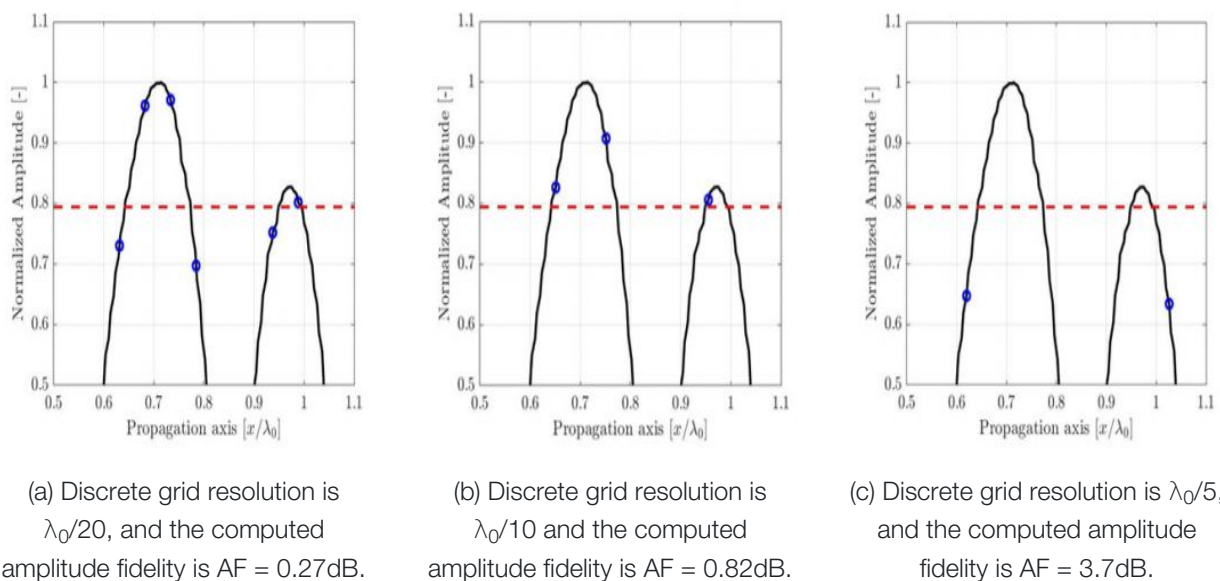 1.1
1
0.9
0.8
0.7
0.6
0.5
Normalized Amplitude [-]
0.5 0.6 0.7 0.8 0.9 1 1.1
Propagation axis [x/λ0]
(a) Discrete grid resolution is
λ0/20, and the computed
amplitude fidelity is AF = 0.27dB.
1.1
1
0.9
0.8
0.7
0.6
0.5
Normalized Amplitude [-]
0.5 0.6 0.7 0.8 0.9 1 1.1
Propagation axis [x/λ0]
(b) Discrete grid resolution is
λ0/10 and the computed
amplitude fidelity is AF = 0.82dB.
1.1
1
0.9
0.8
0.7
0.6
0.5
Normalized Amplitude [-]
0.5 0.6 0.7 0.8 0.9 1 1.1
Propagation axis [x/λ0]
(c) Discrete grid resolution is λ0/5,
and the computed amplitude
fidelity is AF = 3.7dB.